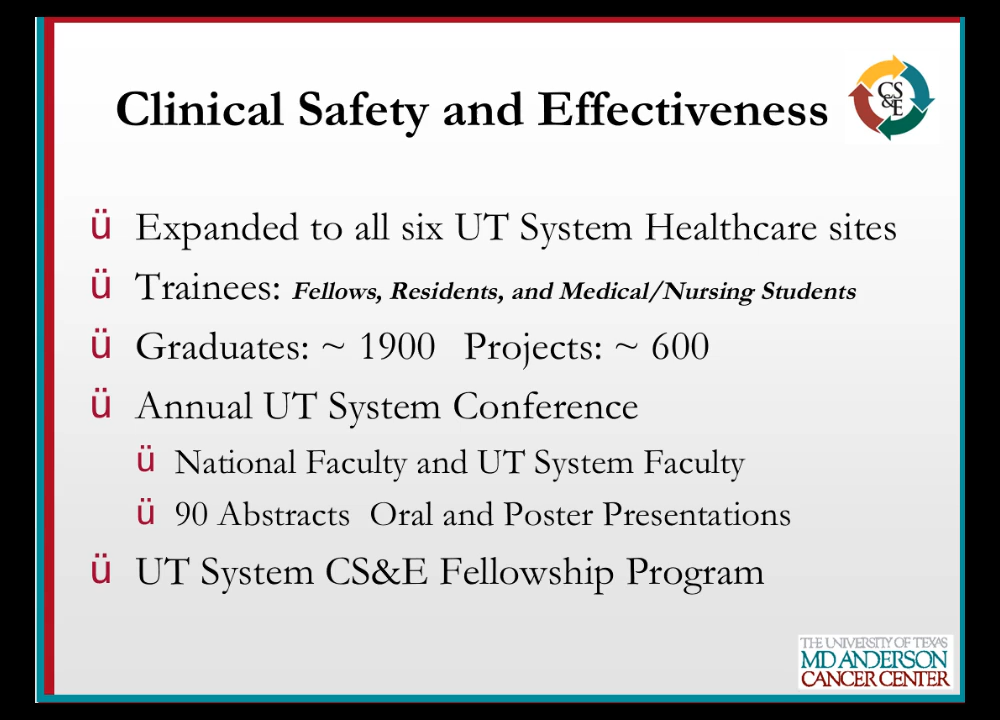 Clinical Safety and Effectiveness
CS
&E
ü Expanded to all six UT System Healthcare sites
ü Trainees: Fellows, Residents, and Medical/Nursing Students
ü Graduates: ~ 1900 Projects: ~ 600
ü Annual UT System Conference
ü National Faculty and UT System Faculty
ü 90 Abstracts Oral and Poster Presentations
ü UT System CS&E Fellowship Program
THE UNIVERSITY OF TEXAS
MD ANDERSON
CANCER CENTER